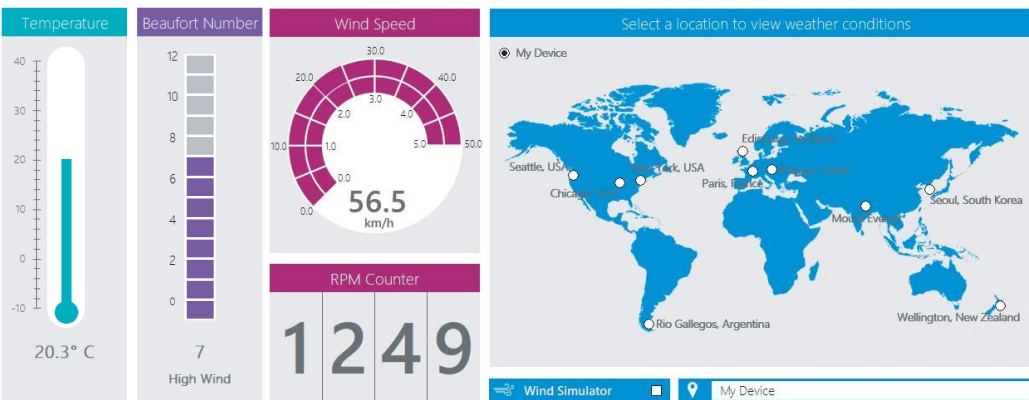 Temperature
40
30
20
10
0
-10
20.3° C
Beaufort Number
12
10
8
6
4
2
0
7
High Wind
Wind Speed
30.0
20.0
40.0
3.0
2.0
4.0
10.0
1.0
5.0
50.0
0.0
0.0
56.5
km/h
RPM Counter
1249
Select a location to view weather conditions
My Device
Seattle, USA
Chicago, USA
New York, USA
Paris, France
Mount Everest
Seoul, South Korea
Rio Gallegos, Argentina
Wellington, New Zealand
Wind Simulator
My Device